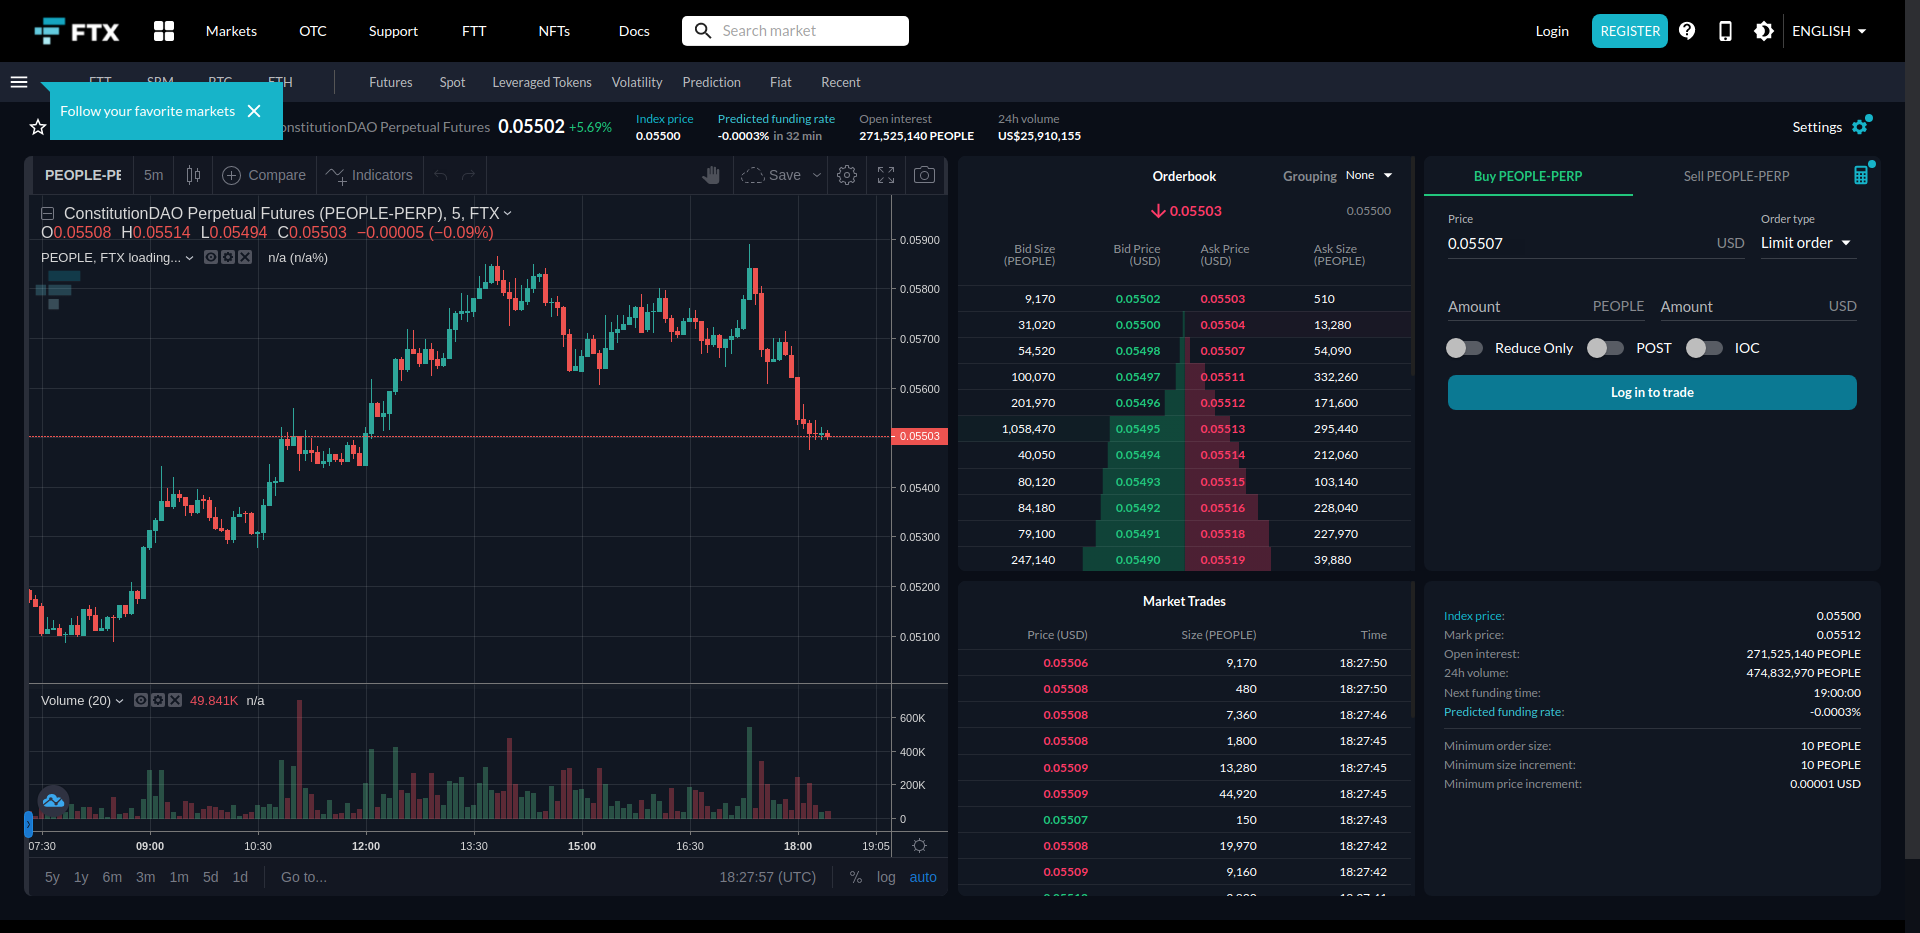 FTX Markets OTC Support FTT NFTs Docs Search market Login REGISTER ENGLISH
FTT SRM BTC ETH Futures Spot Leveraged Tokens Volatility Prediction Fiat Recent
Follow your favorite markets
onstitutionDAO Perpetual Futures 0.05502 +5.69%
Index price
0.05500
Predicted funding rate
-0.0003% in 32 min
Open interest
271,525,140 PEOPLE
24h volume
US$25,910,155
Settings
PEOPLE-PE 5m Compare Indicators Save
ConstitutionDAO Perpetual Futures (PEOPLE-PERP), 5, FTX
O0.05508 H0.05514 L0.05494 C0.05503 −0.00005 (−0.09%)
PEOPLE, FTX loading... n/a (n/a%)
0.05900
0.05800
0.05700
0.05600
0.05503
0.05400
0.05300
0.05200
0.05100
Volume (20) 49.841K n/a
600K
400K
200K
0
07:30 09:00 10:30 12:00 13:30 15:00 16:30 18:00 19:05
5y 1y 6m 3m 1m 5d 1d Go to... 18:27:57 (UTC) % log auto
Orderbook Grouping None
0.05503 0.05500
Bid Size (PEOPLE) Bid Price (USD) Ask Price (USD) Ask Size (PEOPLE)
9,170 0.05502 0.05503 510
31,020 0.05500 0.05504 13,280
54,520 0.05498 0.05507 54,090
100,070 0.05497 0.05511 332,260
201,970 0.05496 0.05512 171,600
1,058,470 0.05495 0.05513 295,440
40,050 0.05494 0.05514 212,060
80,120 0.05493 0.05515 103,140
84,180 0.05492 0.05516 228,040
79,100 0.05491 0.05518 227,970
247,140 0.05490 0.05519 39,880
Market Trades
Price (USD) Size (PEOPLE) Time
0.05506 9,170 18:27:50
0.05508 480 18:27:50
0.05508 7,360 18:27:46
0.05508 1,800 18:27:45
0.05509 13,280 18:27:45
0.05509 44,920 18:27:45
0.05507 150 18:27:43
0.05508 19,970 18:27:42
0.05509 9,160 18:27:42
Buy PEOPLE-PERP Sell PEOPLE-PERP
Price Order type
0.05507 USD Limit order
Amount PEOPLE Amount USD
Reduce Only POST IOC
Log in to trade
Index price: 0.05500
Mark price: 0.05512
Open interest: 271,525,140 PEOPLE
24h volume: 474,832,970 PEOPLE
Next funding time: 19:00:00
Predicted funding rate: -0.0003%
Minimum order size: 10 PEOPLE
Minimum size increment: 10 PEOPLE
Minimum price increment: 0.00001 USD